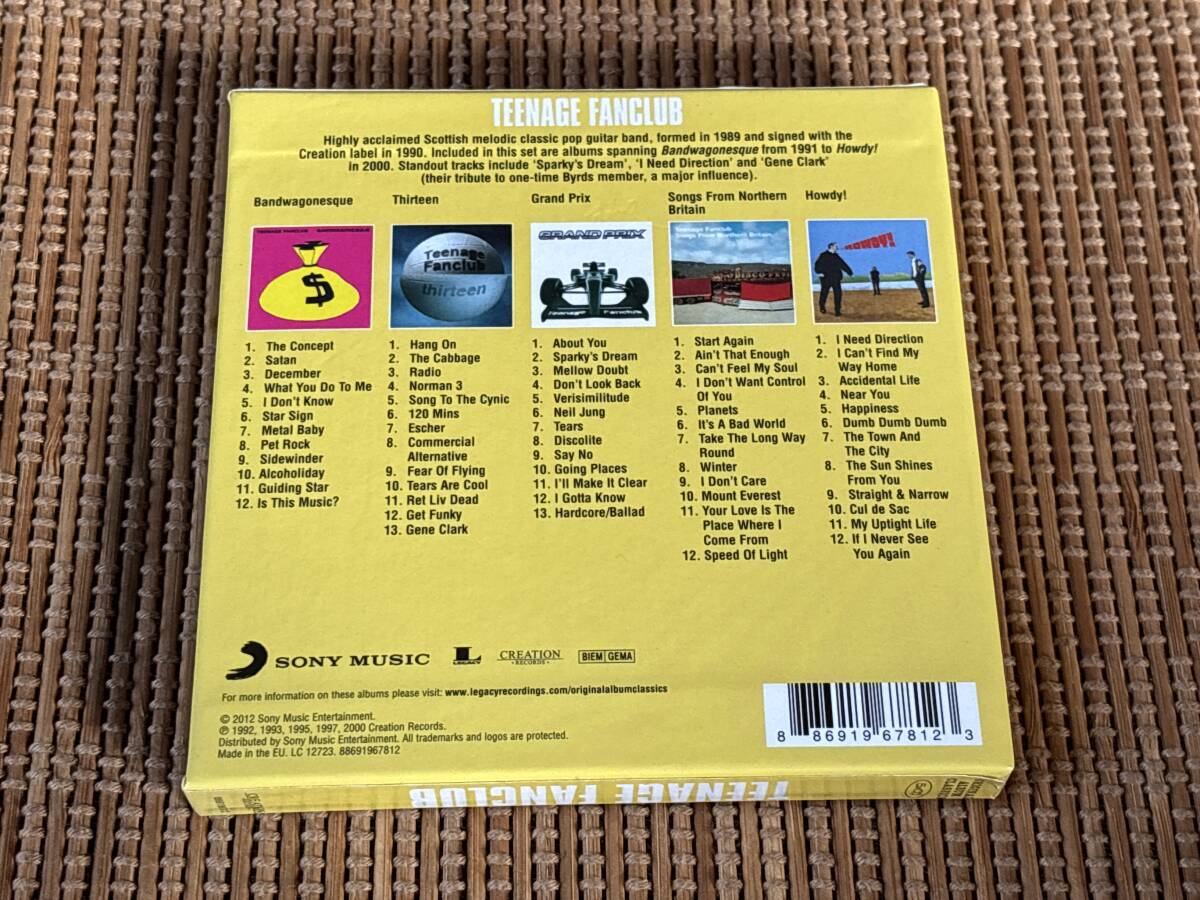 TEENAGE FANCLUB
Highly acclaimed Scottish melodic classic pop guitar band, formed in 1989 and signed with the
Creation label in 1990. Included in this set are albums spanning Bandwagonesque from 1991 to Howdy!
in 2000. Standout tracks include ‘Sparky's Dream’, ‘I Need Direction’ and ‘Gene Clark’
(their tribute to one-time Byrds member, a major influence).
Bandwagonesque
TEENAGE FANCLUB BANDWAGONESQUE
$
1. The Concept
2. Satan
3. December
4. What You Do To Me
5. I Don't Know
6. Star Sign
7. Metal Baby
8. Pet Rock
9. Sidewinder
10. Alcoholiday
11. Guiding Star
12. Is This Music?
Thirteen
Teenage
Fanclub
thirteen
1. Hang On
2. The Cabbage
3. Radio
4. Norman 3
5. Song To The Cynic
6. 120 Mins
7. Escher
8. Commercial
Alternative
9. Fear Of Flying
10. Tears Are Cool
11. Ret Liv Dead
12. Get Funky
13. Gene Clark
Grand Prix
GRAND PRIX
Teenage Fanclub
1. About You
2. Sparky's Dream
3. Mellow Doubt
4. Don't Look Back
5. Verisimilitude
6. Neil Jung
7. Tears
8. Discolite
9. Say No
10. Going Places
11. I'll Make It Clear
12. I Gotta Know
13. Hardcore/Ballad
Songs From Northern
Britain
Teenage Fanclub
Songs From Northern Britain
1. Start Again
2. Ain't That Enough
3. Can't Feel My Soul
4. I Don't Want Control
Of You
5. Planets
6. It's A Bad World
7. Take The Long Way
Round
8. Winter
9. I Don't Care
10. Mount Everest
11. Your Love Is The
Place Where I
Come From
12. Speed Of Light
Howdy!
HOWDY!
1. I Need Direction
2. I Can't Find My
Way Home
3. Accidental Life
4. Near You
5. Happiness
6. Dumb Dumb Dumb
7. The Town And
The City
8. The Sun Shines
From You
9. Straight & Narrow
10. Cul de Sac
11. My Uptight Life
12. If I Never See
You Again
SONY MUSIC
L
LEGACY
CREATION
RECORDS
BIEM GEMA
For more information on these albums please visit: www.legacyrecordings.com/originalalbumclassics
© 2012 Sony Music Entertainment.
℗ 1992, 1993, 1995, 1997, 2000 Creation Records.
Distributed by Sony Music Entertainment. All trademarks and logos are protected.
Made in the EU. LC 12723. 88691967812
8 86919 67812 3
TEENAGE FANCLUB